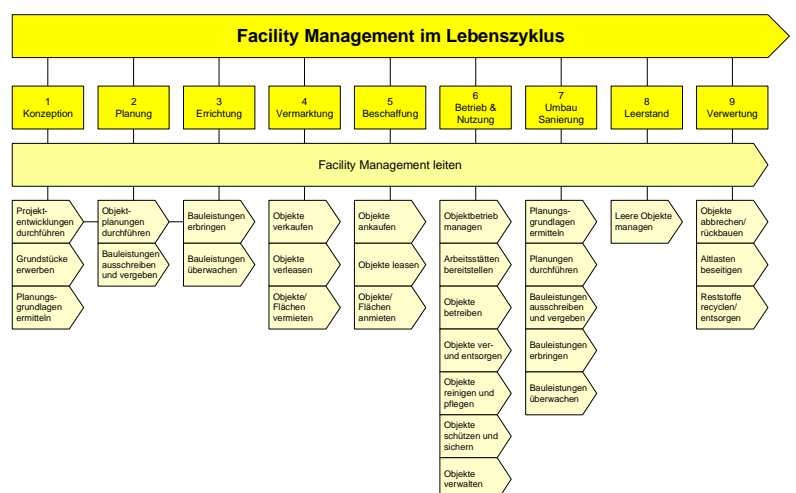 Facility Management im Lebenszyklus
1
Konzeption
2
Planung
3
Errichtung
4
Vermarktung
5
Beschaffung
6
Betrieb &
Nutzung
7
Umbau
Sanierung
8
Leerstand
9
Verwertung
Facility Management leiten
Projekt-
entwicklungen
durchführen
Grundstücke
erwerben
Planungs-
grundlagen
ermitteln
Objekt-
planungen
durchführen
Bauleistungen
ausschreiben
und vergeben
Bauleistungen
erbringen
Bauleistungen
überwachen
Objekte
verkaufen
Objekte
verleasen
Objekte/
Flächen
vermieten
Objekte
ankaufen
Objekte leasen
Objekte/
Flächen
anmieten
Objektbetrieb
managen
Arbeitsstätten
bereitstellen
Objekte
betreiben
Objekte ver-
und entsorgen
Objekte
reinigen und
pflegen
Objekte
schützen und
sichern
Objekte
verwalten
Planungs-
grundlagen
ermitteln
Planungen
durchführen
Bauleistungen
ausschreiben
und vergeben
Bauleistungen
erbringen
Bauleistungen
überwachen
Leere Objekte
managen
Objekte
abbrechen/
rückbauen
Altlasten
beseitigen
Reststoffe
recyclen/
entsorgen